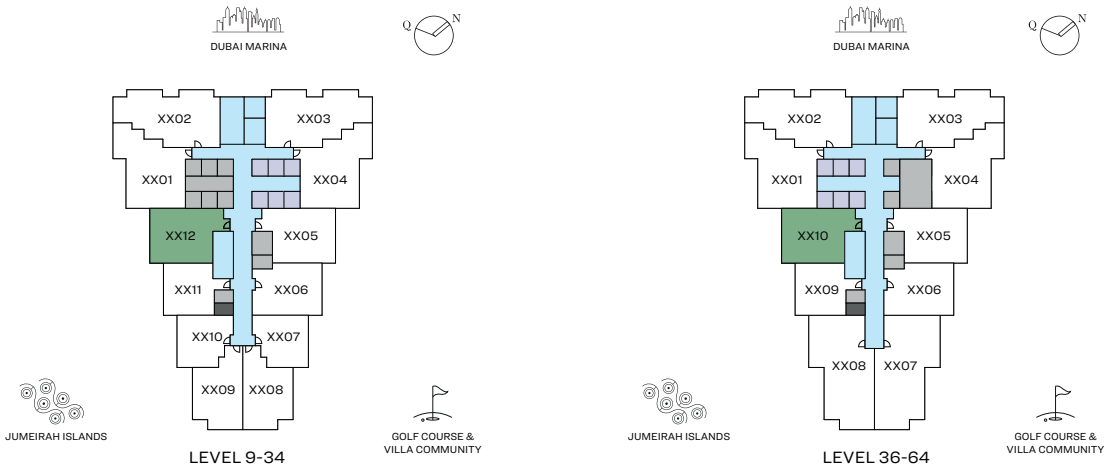 DUBAI MARINA
Q N
XX02 XX03
XX01 XX04
XX12 XX05
XX11 XX06
XX10 XX07
XX09 XX08
JUMEIRAH ISLANDS
GOLF COURSE &
VILLA COMMUNITY
LEVEL 9-34
DUBAI MARINA
Q N
XX02 XX03
XX01 XX04
XX10 XX05
XX09 XX06
XX08 XX07
JUMEIRAH ISLANDS
GOLF COURSE &
VILLA COMMUNITY
LEVEL 36-64